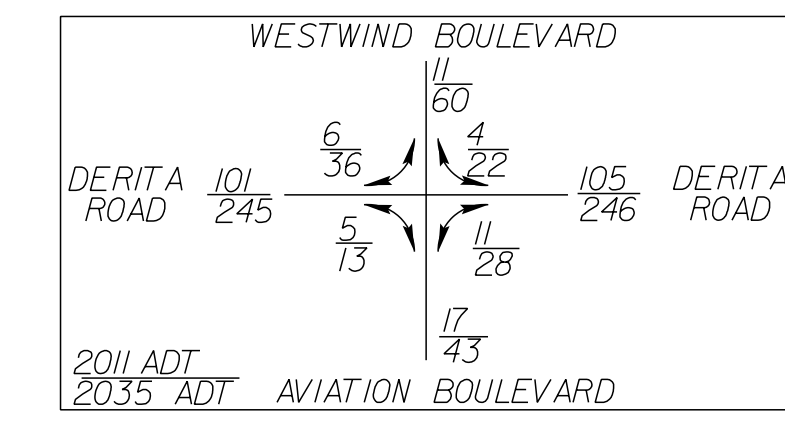 WESTWIND BOULEVARD
11
60
6
36
4
22
DERITA
ROAD
101
245
105
246
DERITA
ROAD
5
13
11
28
17
43
2011 ADT
2035 ADT
AVIATION BOULEVARD